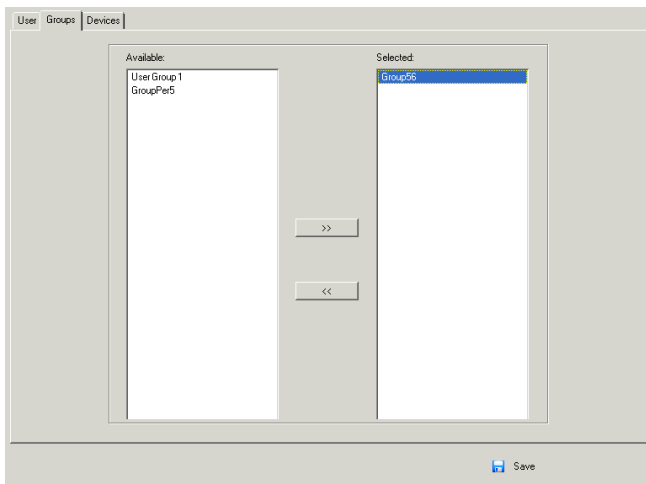 User Groups Devices
Available:
UserGroup1
GroupPer5
>>
<<
Selected:
Group56
Save